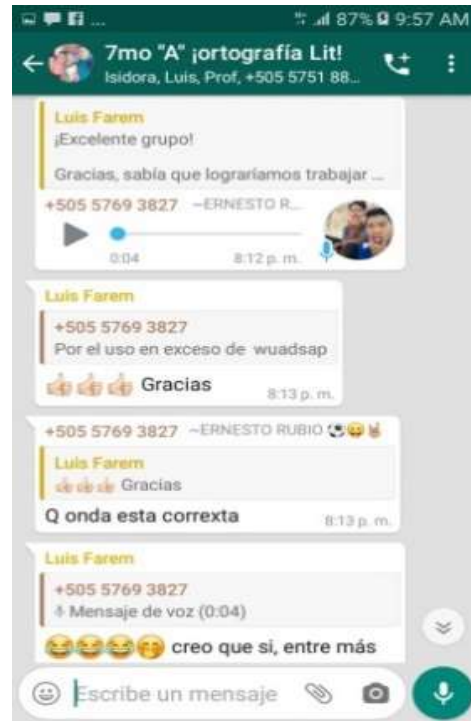 ... 87% 9:57 AM
7mo "A" ¡ortografía Lit!
Isidora, Luis, Prof, +505 5751 88...
Luis Farem
¡Excelente grupo!
Gracias, sabía que lograríamos trabajar ...
+505 5769 3827 ~ERNESTO R...
0:04 8:12 p. m.
Luis Farem
+505 5769 3827
Por el uso en exceso de wuadsap
👍👍👍 Gracias 8:13 p. m.
+505 5769 3827 ~ERNESTO RUBIO ⚽😄🤘
Luis Farem
👍👍👍 Gracias
Q onda esta correxta 8:13 p. m.
Luis Farem
+505 5769 3827
Mensaje de voz (0:04)
😂😂😂🤭 creo que si, entre más
Escribe un mensaje